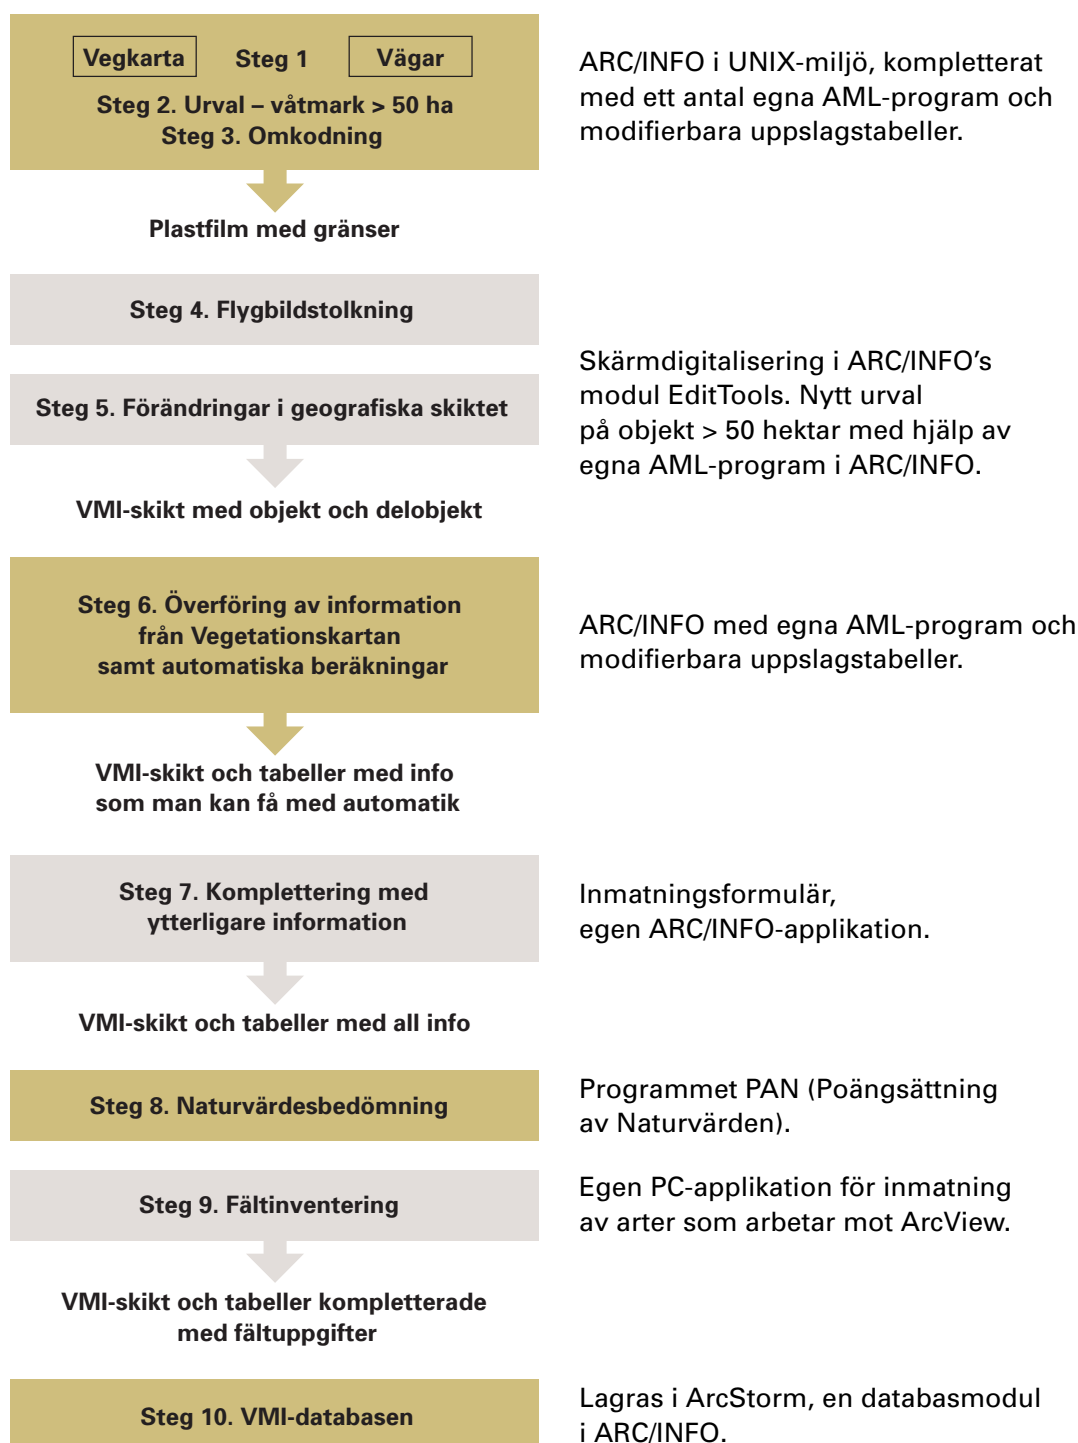 Vegkarta Steg 1 Vägar
Steg 2. Urval – våtmark > 50 ha
Steg 3. Omkodning
ARC/INFO i UNIX-miljö, kompletterat
med ett antal egna AML-program och
modifierbara uppslagstabeller.
Plastfilm med gränser
Steg 4. Flygbildstolkning
Steg 5. Förändringar i geografiska skiktet
Skärmdigitalisering i ARC/INFO’s
modul EditTools. Nytt urval
på objekt > 50 hektar med hjälp av
egna AML-program i ARC/INFO.
VMI-skikt med objekt och delobjekt
Steg 6. Överföring av information
från Vegetationskartan
samt automatiska beräkningar
ARC/INFO med egna AML-program och
modifierbara uppslagstabeller.
VMI-skikt och tabeller med info
som man kan få med automatik
Steg 7. Komplettering med
ytterligare information
Inmatningsformulär,
egen ARC/INFO-applikation.
VMI-skikt och tabeller med all info
Steg 8. Naturvärdesbedömning
Programmet PAN (Poängsättning
av Naturvärden).
Steg 9. Fältinventering
Egen PC-applikation för inmatning
av arter som arbetar mot ArcView.
VMI-skikt och tabeller kompletterade
med fältuppgifter
Steg 10. VMI-databasen
Lagras i ArcStorm, en databasmodul
i ARC/INFO.